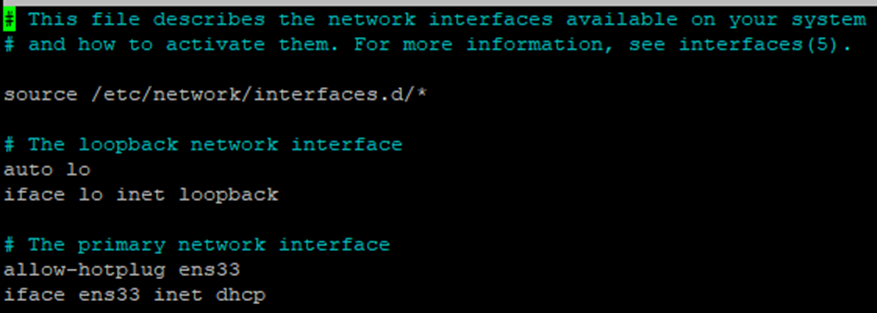 # This file describes the network interfaces available on your system
# and how to activate them. For more information, see interfaces(5).
source /etc/network/interfaces.d/*
# The loopback network interface
auto lo
iface lo inet loopback
# The primary network interface
allow-hotplug ens33
iface ens33 inet dhcp